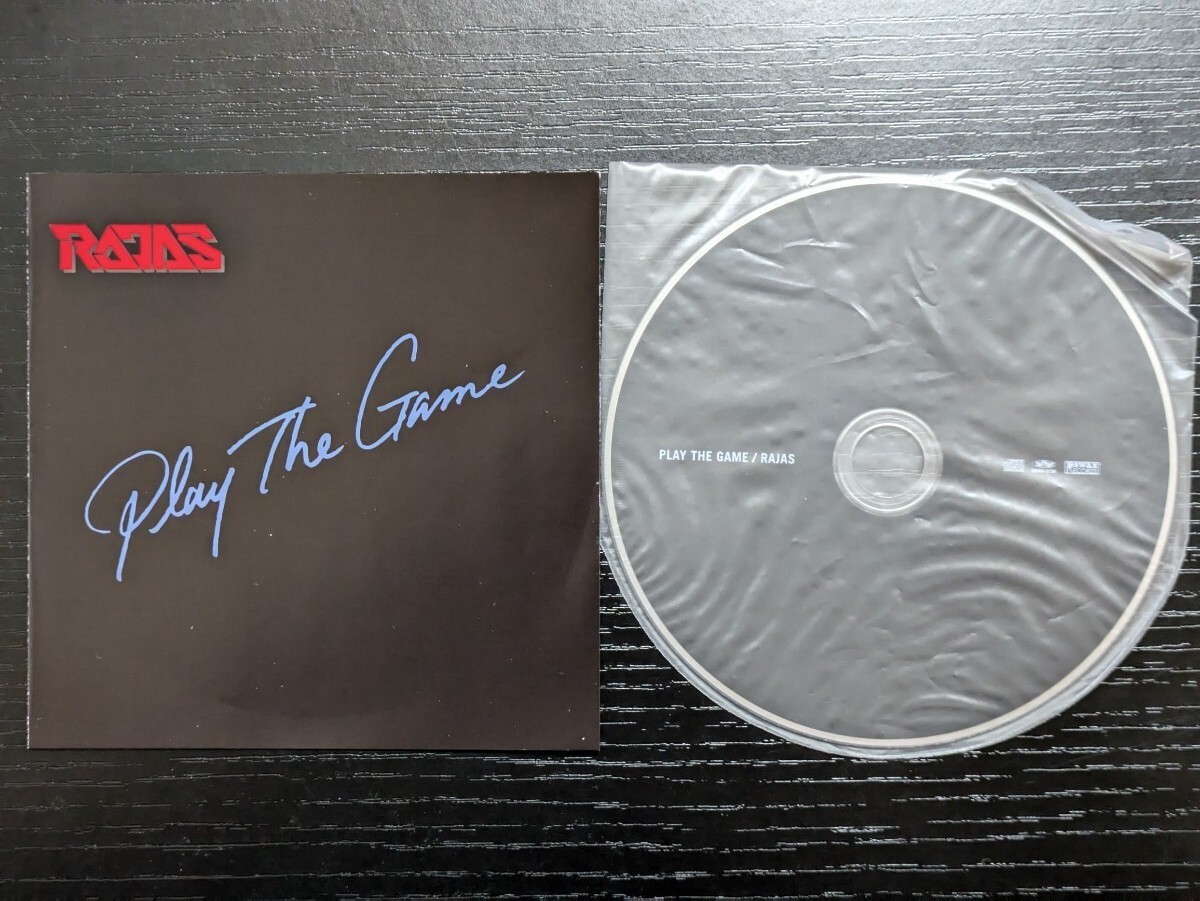 RAJAS
Play The Game
PLAY THE GAME / RAJAS